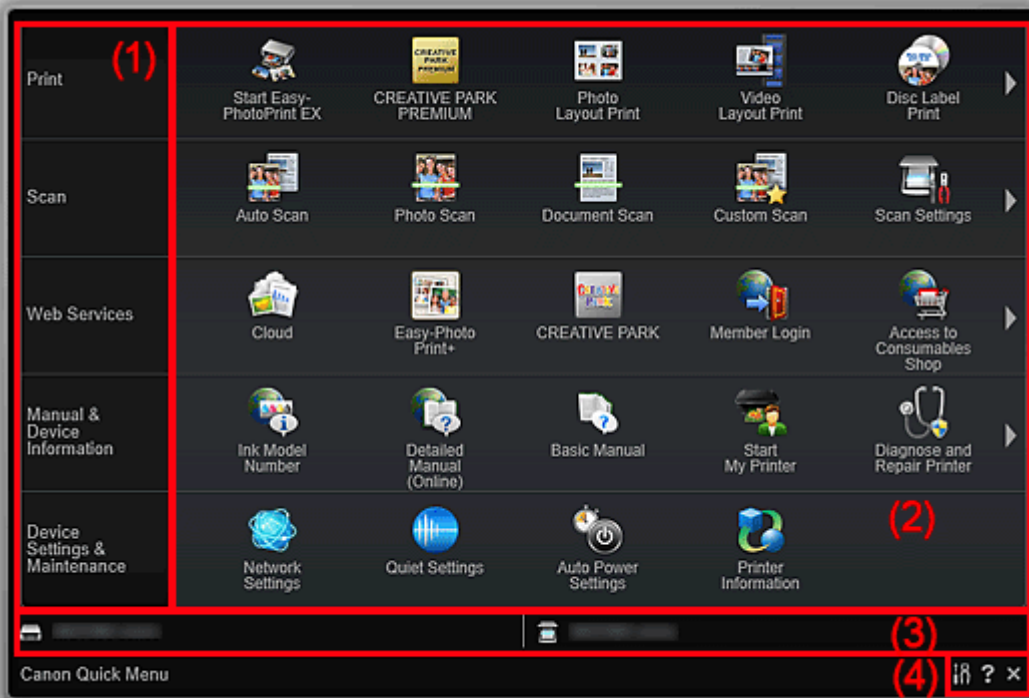 Print
(1)
Start Easy-
PhotoPrint EX
CREATIVE
PARK
PREMIUM
CREATIVE PARK
PREMIUM
Photo
Layout Print
Video
Layout Print
Disc Label
Print
Scan
Auto Scan
Photo Scan
Document Scan
Custom Scan
Scan Settings
Web Services
Cloud
Easy-Photo
Print+
CREATIVE
PARK
CREATIVE PARK
Member Login
Access to
Consumables
Shop
Manual &
Device
Information
Ink Model
Number
Detailed
Manual
(Online)
Basic Manual
Start
My Printer
Diagnose and
Repair Printer
(2)
Device
Settings &
Maintenance
Network
Settings
Quiet Settings
Auto Power
Settings
Printer
Information
(3)
Canon Quick Menu
(4)
? ×